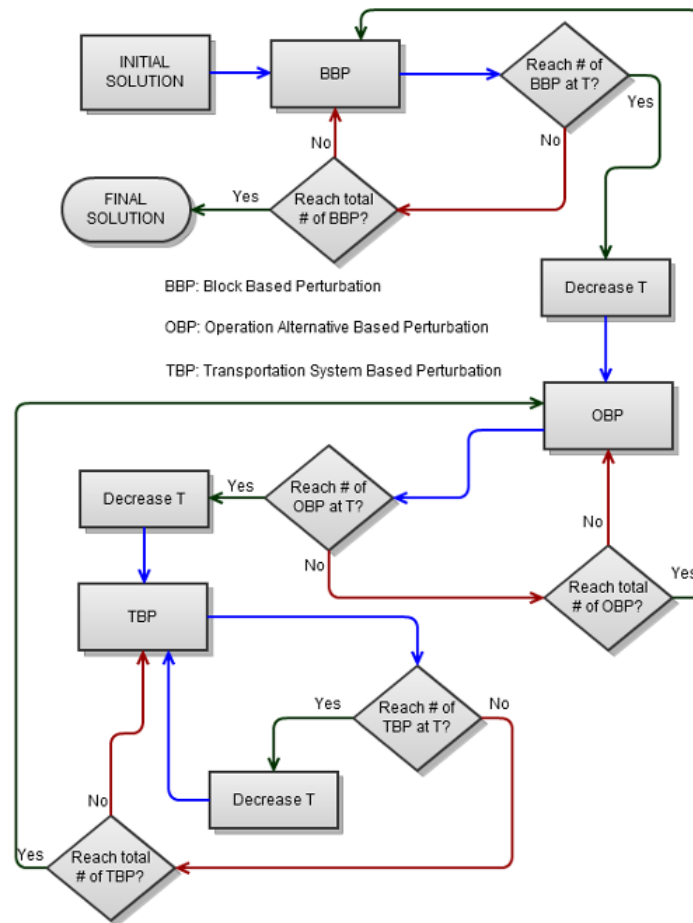 INITIAL
SOLUTION
BBP
Reach # of
BBP at T?
Yes
No
No
Reach total
# of BBP?
Yes
FINAL
SOLUTION
BBP: Block Based Perturbation
OBP: Operation Alternative Based Perturbation
TBP: Transportation System Based Perturbation
Decrease T
OBP
Reach # of
OBP at T?
Yes
Decrease T
No
No
Reach total
# of OBP?
Yes
TBP
Reach # of
TBP at T?
Yes
No
Decrease T
No
Reach total
# of TBP?
Yes